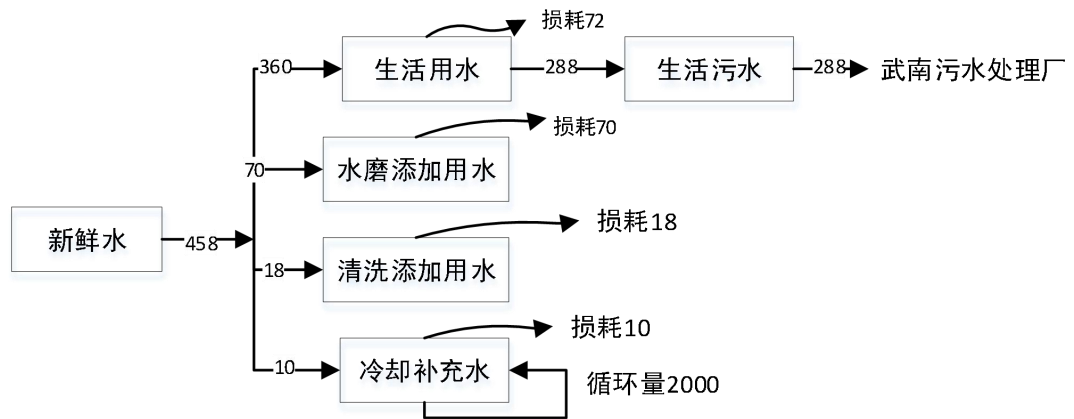 损耗72
360
生活用水
288
生活污水
288
武南污水处理厂
损耗70
70
水磨添加用水
新鲜水
458
损耗18
18
清洗添加用水
损耗10
10
冷却补充水
循环量2000